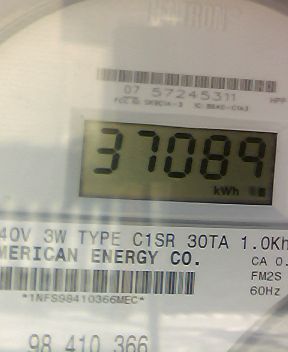 07 57245311
37089
kWh
40V 3W TYPE C1SR 30TA 1.0Kh
MERICAN ENERGY CO.
CA 0.
FM2S
*1NFS98410366MEC*
60Hz
98 410 366